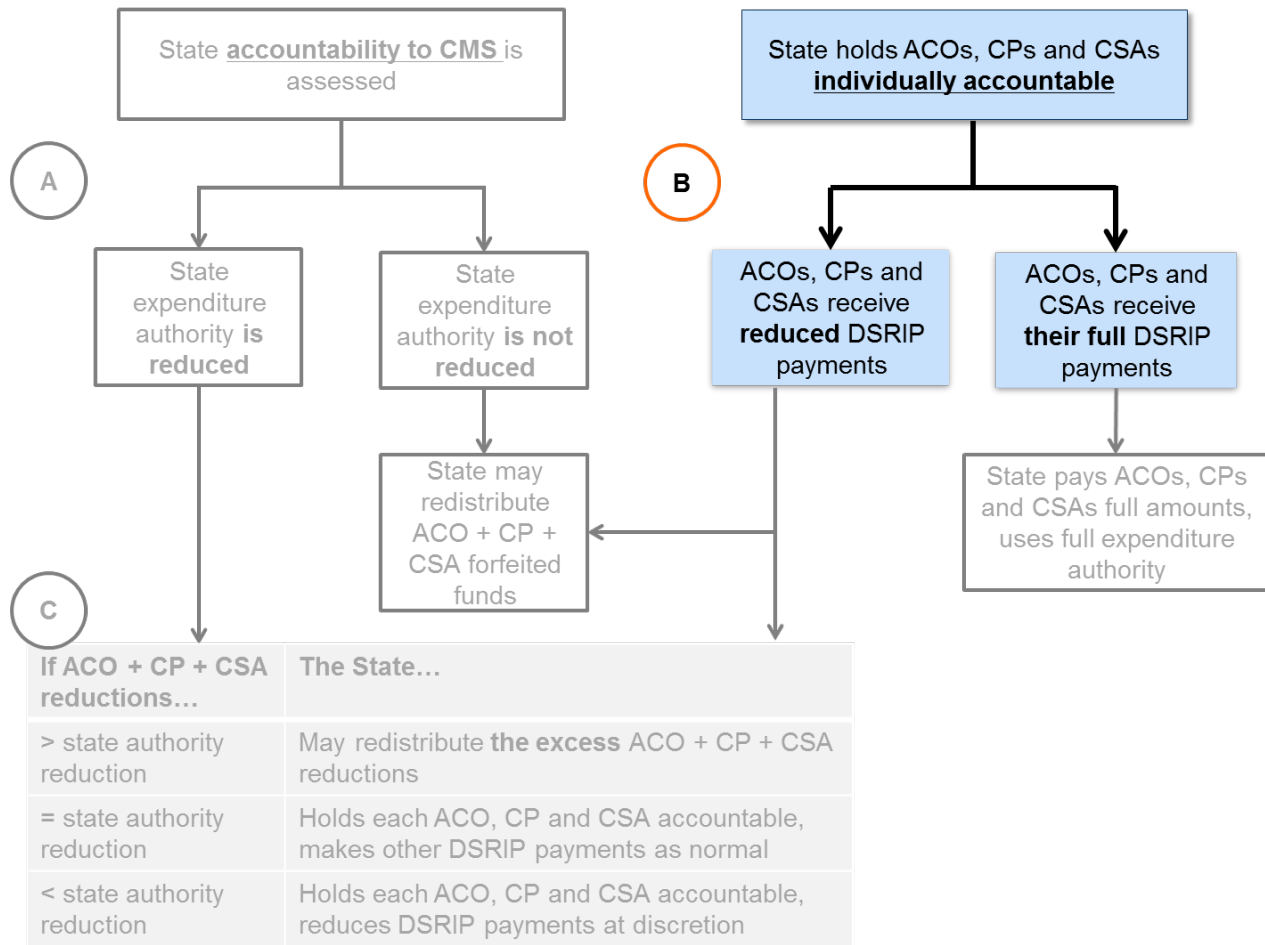 State accountability to CMS is
assessed
State holds ACOs, CPs and CSAs
individually accountable
A
B
State
expenditure
authority is
reduced
State
expenditure
authority is not
reduced
ACOs, CPs and
CSAs receive
reduced DSRIP
payments
ACOs, CPs and
CSAs receive
their full DSRIP
payments
State may
redistribute
ACO + CP +
CSA forfeited
funds
State pays ACOs, CPs
and CSAs full amounts,
uses full expenditure
authority
C
If ACO + CP + CSA
reductions…
The State…
> state authority
reduction
May redistribute the excess ACO + CP + CSA
reductions
= state authority
reduction
Holds each ACO, CP and CSA accountable,
makes other DSRIP payments as normal
< state authority
reduction
Holds each ACO, CP and CSA accountable,
reduces DSRIP payments at discretion